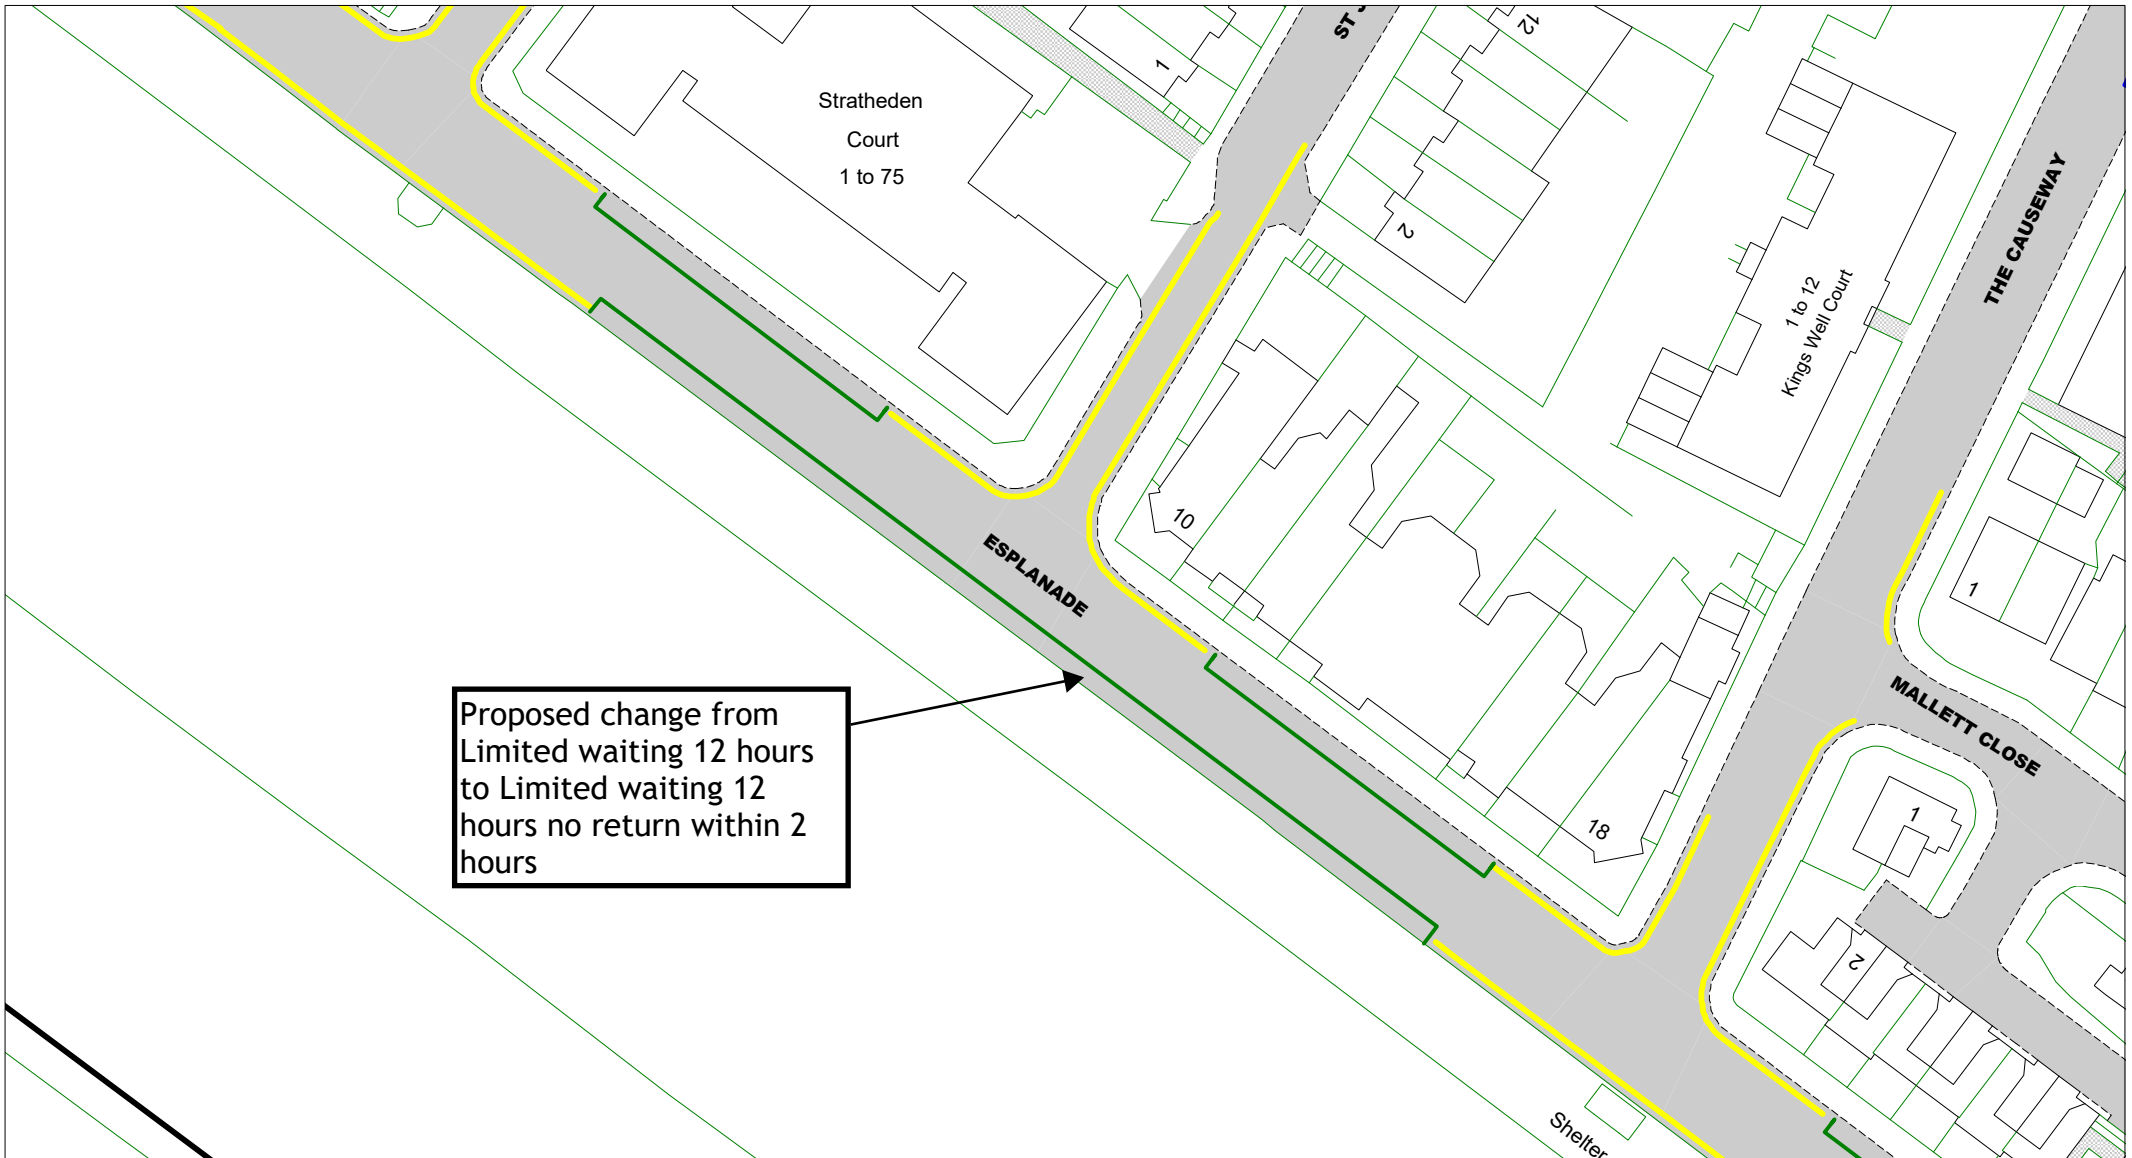 ST
12
1
Stratheden
Court
1 to 75
2
THE CAUSEWAY
1 to 12
Kings Well Court
10
ESPLANADE
1
MALLETT CLOSE
Proposed change from
Limited waiting 12 hours
to Limited waiting 12
hours no return within 2
hours
18
1
2
Shelter